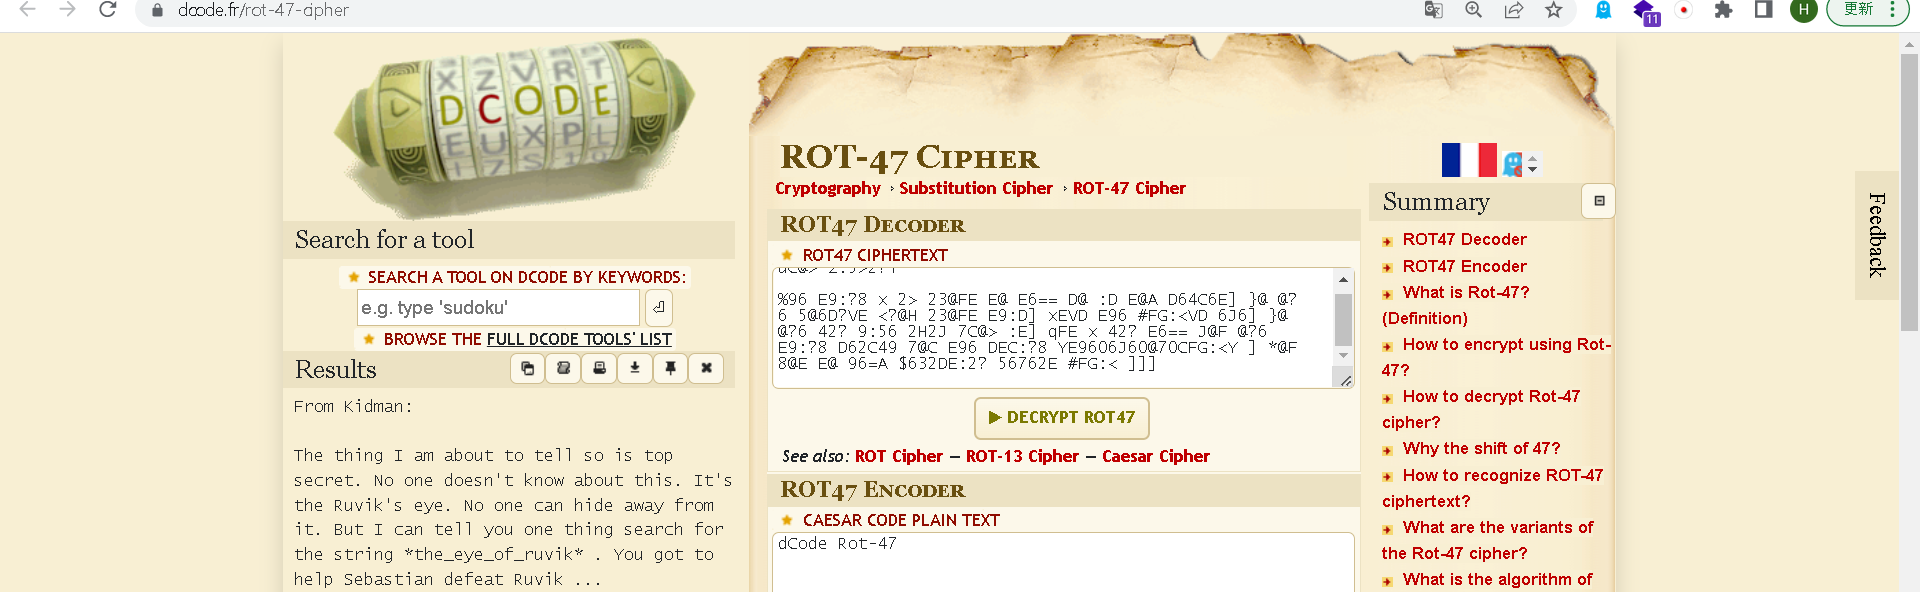 dcode.fr/rot-47-cipher
更新
11
H
X Z V R T
DCODE
E U X P L
ROT-47 Cipher
Cryptography › Substitution Cipher › ROT-47 Cipher
Search for a tool
★ SEARCH A TOOL ON DCODE BY KEYWORDS:
e.g. type 'sudoku'
★ BROWSE THE FULL DCODE TOOLS' LIST
Results
From Kidman:
The thing I am about to tell so is top
secret. No one doesn't know about this. It's
the Ruvik's eye. No one can hide away from
it. But I can tell you one thing search for
the string *the_eye_of_ruvik* . You got to
help Sebastian defeat Ruvik ...
ROT47 Decoder
★ ROT47 CIPHERTEXT
%96 E9:?8 x 2> 23@FE E@ E6== D@ :D E@A D64C6E] }@ @?
6 5@6D?VE <?@H 23@FE E9:D] xEVD E96 #FG:<VD 6J6] }@
@?6 42? 9:56 2H2J 7C@> :E] qFE x 42? E6== J@F @?6
E9:?8 D62C49 7@C E96 DEC:?8 YE9606J60@70CFG:<Y ] *@F
8@E E@ 96=A $632DE:2? 56762E #FG:< ]]]
▶ DECRYPT ROT47
See also: ROT Cipher – ROT-13 Cipher – Caesar Cipher
ROT47 Encoder
★ CAESAR CODE PLAIN TEXT
dCode Rot-47
Summary
ROT47 Decoder
ROT47 Encoder
What is Rot-47?
(Definition)
How to encrypt using Rot-
47?
How to decrypt Rot-47
cipher?
Why the shift of 47?
How to recognize ROT-47
ciphertext?
What are the variants of
the Rot-47 cipher?
What is the algorithm of
Feedback